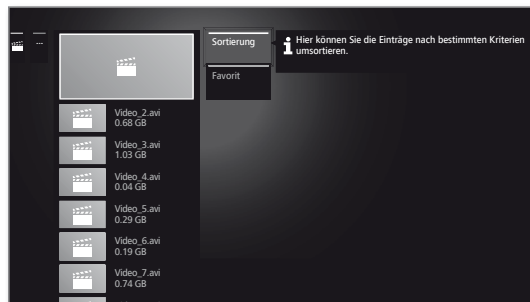 ...
Sortierung
Hier können Sie die Einträge nach bestimmten Kriterien
umsortieren.
Favorit
Video_2.avi
0.68 GB
Video_3.avi
1.03 GB
Video_4.avi
0.04 GB
Video_5.avi
0.29 GB
Video_6.avi
0.19 GB
Video_7.avi
0.74 GB